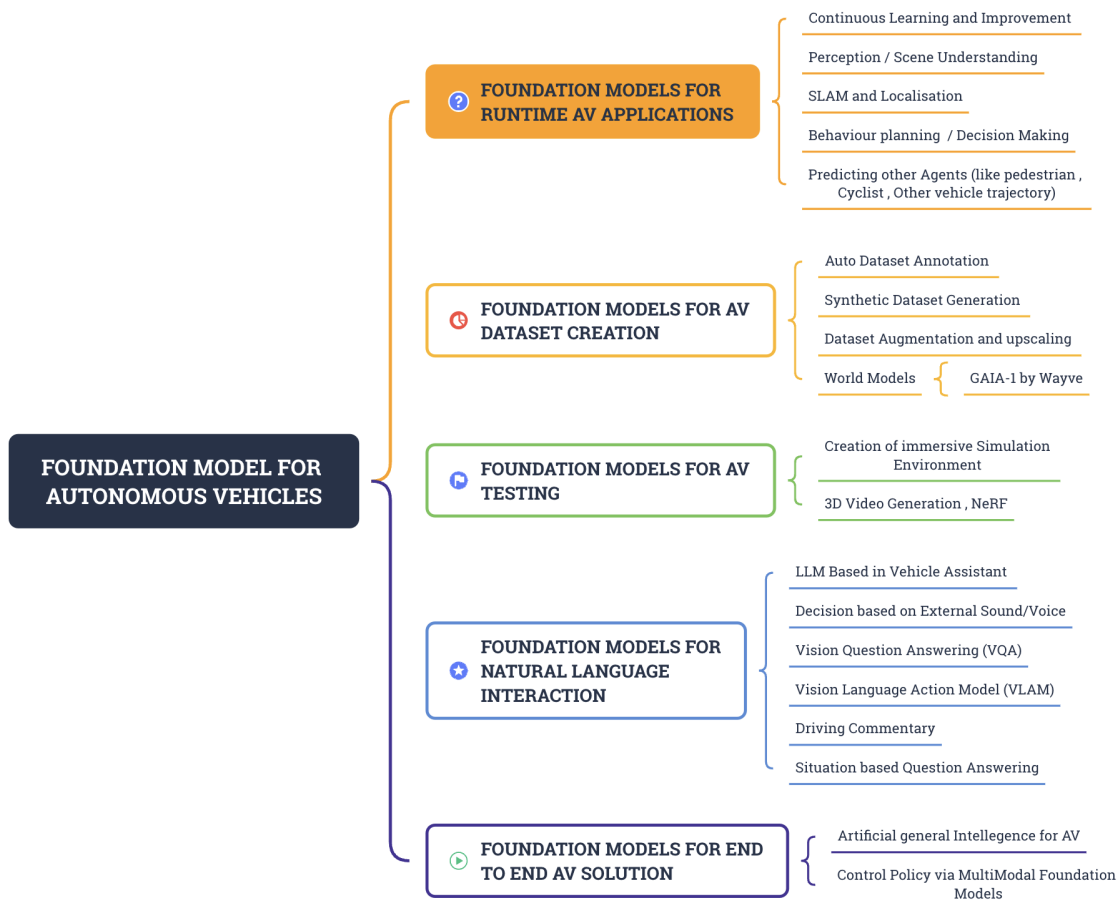 FOUNDATION MODEL FOR
AUTONOMOUS VEHICLES
FOUNDATION MODELS FOR
RUNTIME AV APPLICATIONS
Continuous Learning and Improvement
Perception / Scene Understanding
SLAM and Localisation
Behaviour planning / Decision Making
Predicting other Agents (like pedestrian ,
Cyclist , Other vehicle trajectory)
FOUNDATION MODELS FOR AV
DATASET CREATION
Auto Dataset Annotation
Synthetic Dataset Generation
Dataset Augmentation and upscaling
World Models
GAIA-1 by Wayve
FOUNDATION MODELS FOR AV
TESTING
Creation of immersive Simulation
Environment
3D Video Generation , NeRF
FOUNDATION MODELS FOR
NATURAL LANGUAGE
INTERACTION
LLM Based in Vehicle Assistant
Decision based on External Sound/Voice
Vision Question Answering (VQA)
Vision Language Action Model (VLAM)
Driving Commentary
Situation based Question Answering
FOUNDATION MODELS FOR END
TO END AV SOLUTION
Artificial general Intellegence for AV
Control Policy via MultiModal Foundation
Models